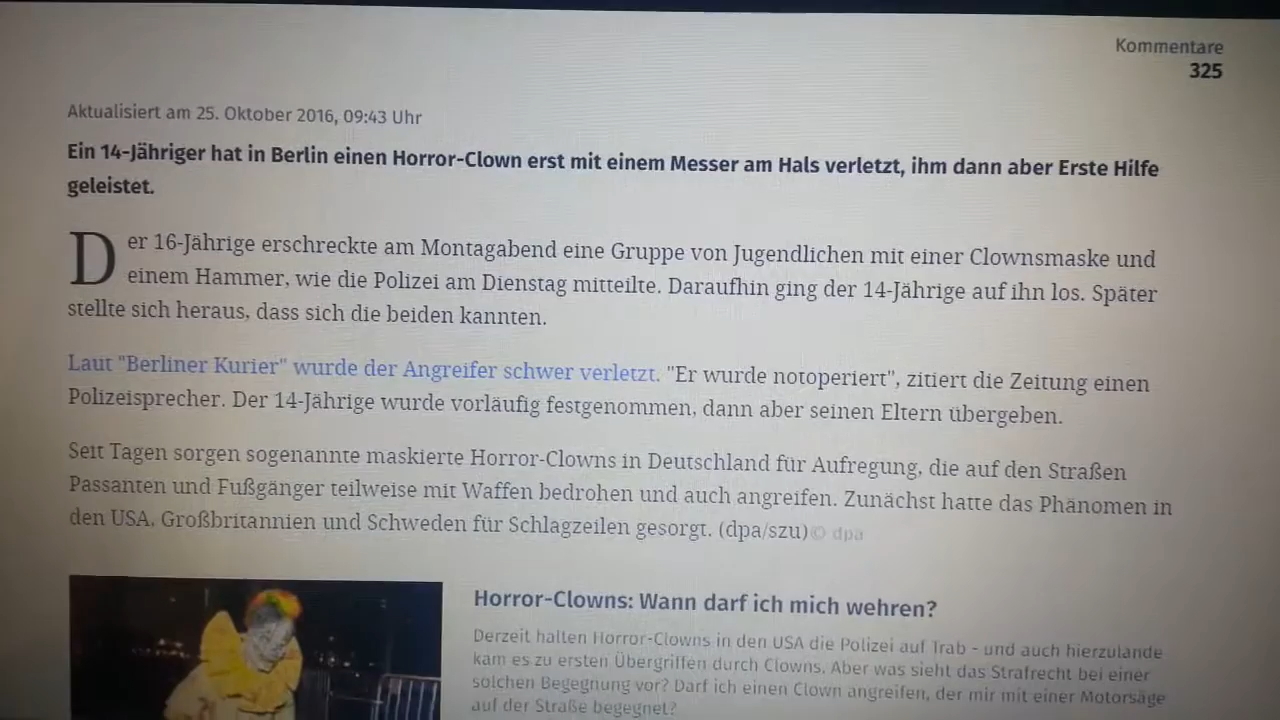 Kommentare
325
Aktualisiert am 25. Oktober 2016, 09:43 Uhr
Ein 14-Jähriger hat in Berlin einen Horror-Clown erst mit einem Messer am Hals verletzt, ihm dann aber Erste Hilfe
geleistet.
Der 16-Jährige erschreckte am Montagabend eine Gruppe von Jugendlichen mit einer Clownsmaske und
einem Hammer, wie die Polizei am Dienstag mitteilte. Daraufhin ging der 14-Jährige auf ihn los. Später
stellte sich heraus, dass sich die beiden kannten.
Laut "Berliner Kurier" wurde der Angreifer schwer verletzt. "Er wurde notoperiert", zitiert die Zeitung einen
Polizeisprecher. Der 14-Jährige wurde vorläufig festgenommen, dann aber seinen Eltern übergeben.
Seit Tagen sorgen sogenannte maskierte Horror-Clowns in Deutschland für Aufregung, die auf den Straßen
Passanten und Fußgänger teilweise mit Waffen bedrohen und auch angreifen. Zunächst hatte das Phänomen in
den USA, Großbritannien und Schweden für Schlagzeilen gesorgt. (dpa/szu) © dpa
Horror-Clowns: Wann darf ich mich wehren?
Derzeit halten Horror-Clowns in den USA die Polizei auf Trab - und auch hierzulande
kam es zu ersten Übergriffen durch Clowns. Aber was sieht das Strafrecht bei einer
solchen Begegnung vor? Darf ich einen Clown angreifen, der mir mit einer Motorsäge
auf der Straße begegnet?